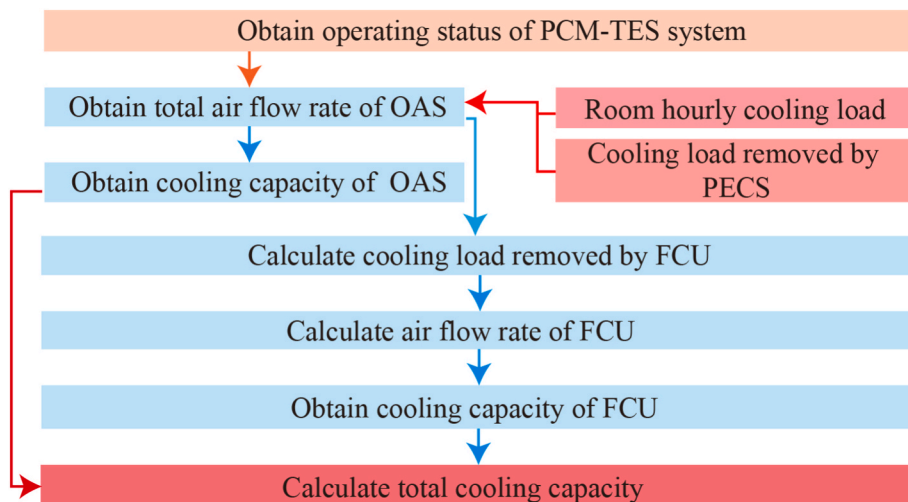 Obtain operating status of PCM-TES system
Obtain total air flow rate of OAS
Room hourly cooling load
Cooling load removed by
PECS
Obtain cooling capacity of OAS
Calculate cooling load removed by FCU
Calculate air flow rate of FCU
Obtain cooling capacity of FCU
Calculate total cooling capacity